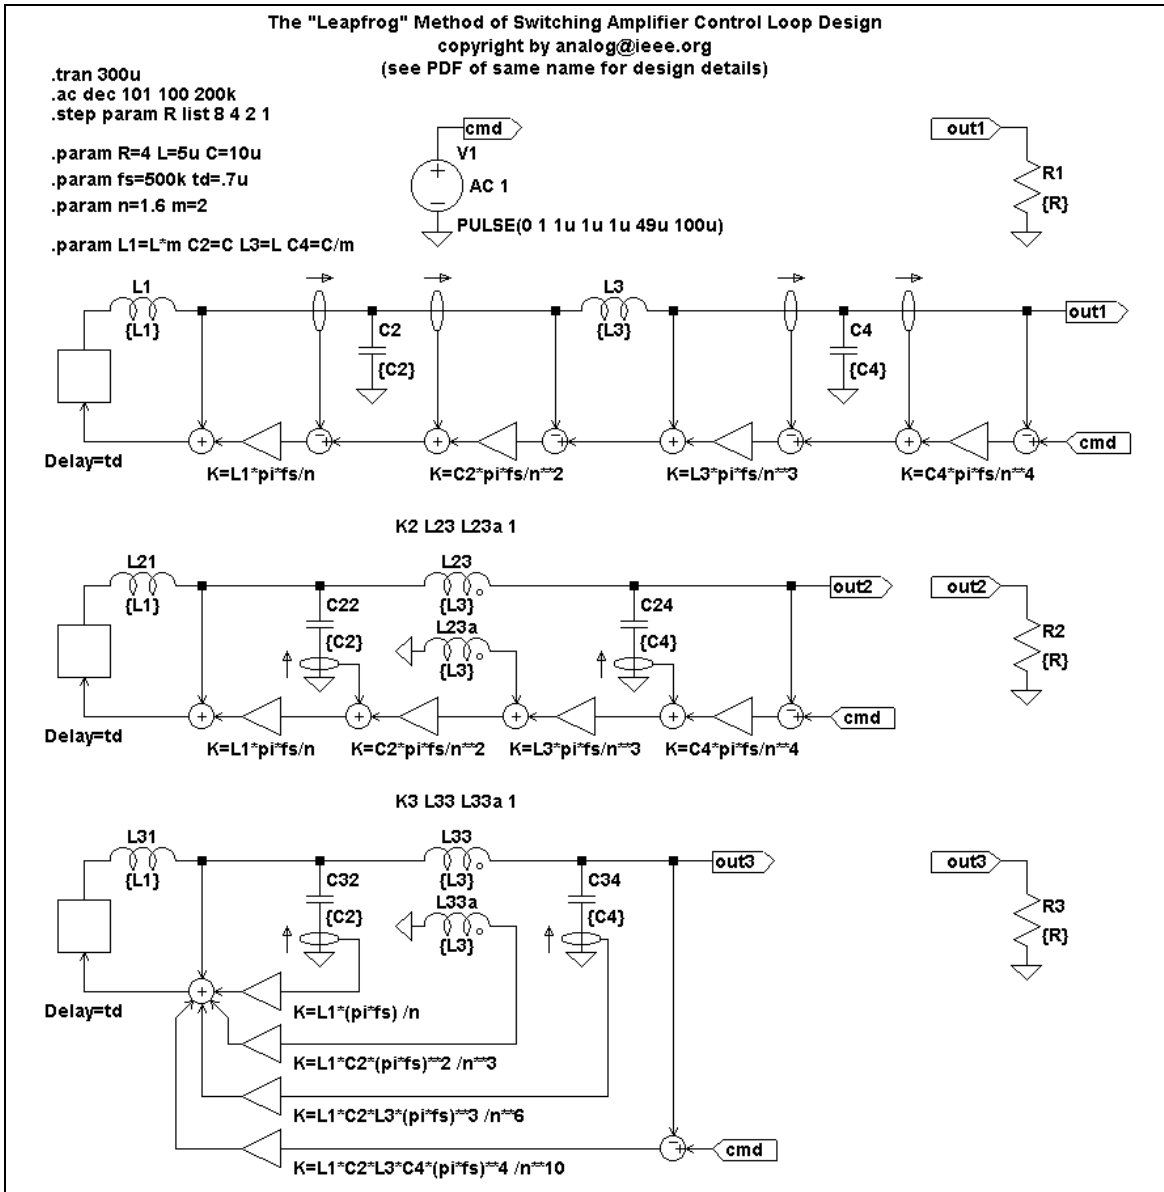 The "Leapfrog" Method of Switching Amplifier Control Loop Design
copyright by analog@ieee.org
(see PDF of same name for design details)
.tran 300u
.ac dec 101 100 200k
.step param R list 8 4 2 1
.param R=4 L=5u C=10u
.param fs=500k td=.7u
.param n=1.6 m=2
.param L1=L*m C2=C L3=L C4=C/m
cmd
V1
AC 1
PULSE(0 1 1u 1u 1u 49u 100u)
out1
R1
{R}
L1
{L1}
C2
{C2}
L3
{L3}
C4
{C4}
out1
cmd
Delay=td
K=L1*pi*fs/n
K=C2*pi*fs/n**2
K=L3*pi*fs/n**3
K=C4*pi*fs/n**4
K2 L23 L23a 1
L21
{L1}
C22
{C2}
L23
{L3}
L23a
{L3}
C24
{C4}
out2
out2
R2
{R}
cmd
Delay=td
K=L1*pi*fs/n
K=C2*pi*fs/n**2
K=L3*pi*fs/n**3
K=C4*pi*fs/n**4
K3 L33 L33a 1
L31
{L1}
C32
{C2}
L33
{L3}
L33a
{L3}
C34
{C4}
out3
out3
R3
{R}
Delay=td
K=L1*(pi*fs) /n
K=L1*C2*(pi*fs)**2 /n**3
K=L1*C2*L3*(pi*fs)**3 /n**6
cmd
K=L1*C2*L3*C4*(pi*fs)**4 /n**10